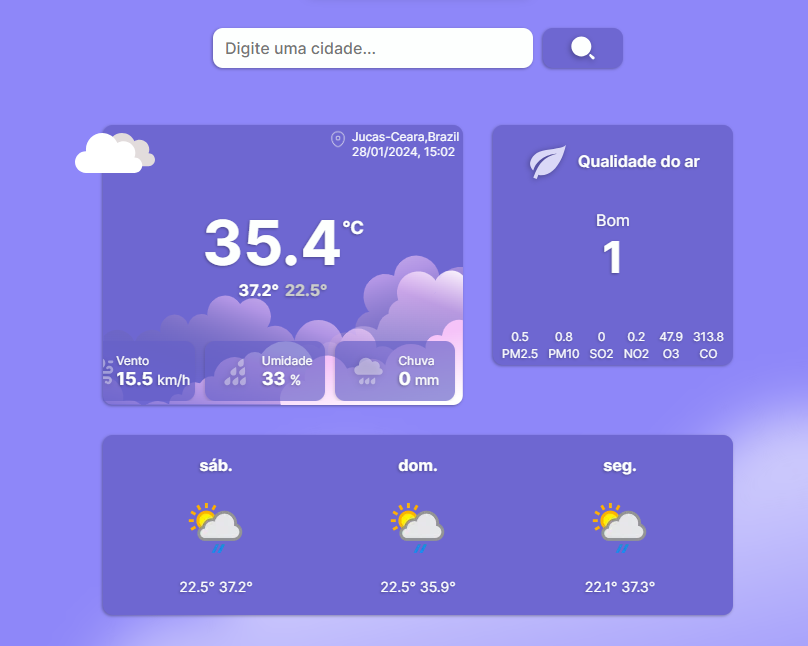 Digite uma cidade...
Jucas-Ceara,Brazil
28/01/2024, 15:02
35.4°C
37.2° 22.5°
Vento
15.5 km/h
Umidade
33 %
Chuva
0 mm
Qualidade do ar
Bom
1
0.5 0.8 0 0.2 47.9 313.8
PM2.5 PM10 SO2 NO2 O3 CO
sáb. dom. seg.
22.5° 37.2° 22.5° 35.9° 22.1° 37.3°